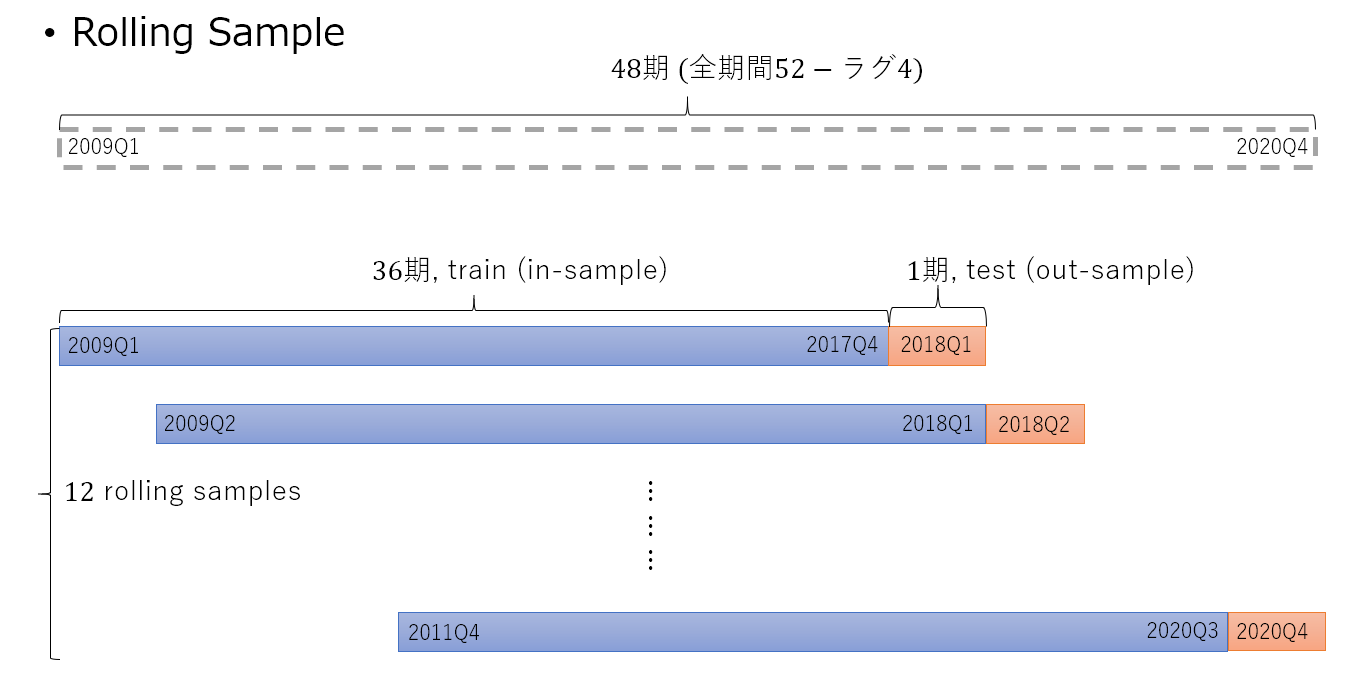 • Rolling Sample
48期 (全期間52 − ラグ4)
2009Q1 2020Q4
36期, train (in-sample) 1期, test (out-sample)
2009Q1 2017Q4 2018Q1
2009Q2 2018Q1 2018Q2
12 rolling samples
2011Q4 2020Q3 2020Q4